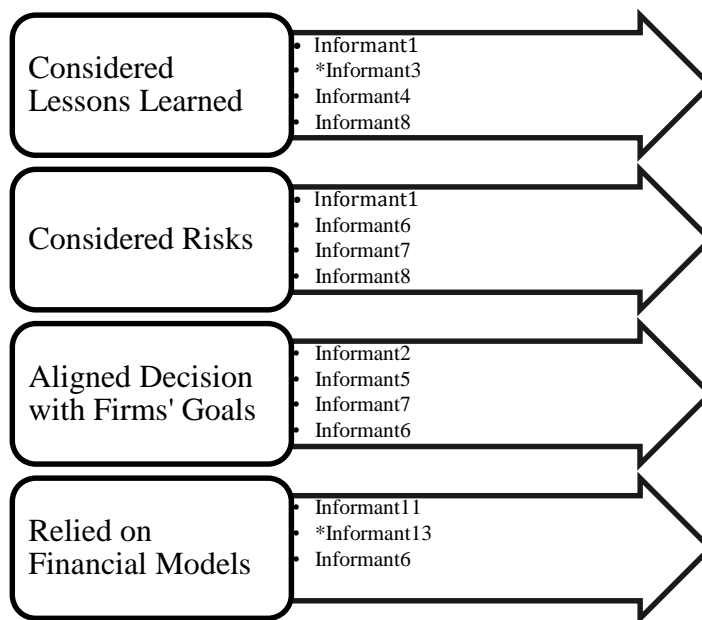 Considered
Lessons Learned
• Informant1
• *Informant3
• Informant4
• Informant8
Considered Risks
• Informant1
• Informant6
• Informant7
• Informant8
Aligned Decision
with Firms' Goals
• Informant2
• Informant5
• Informant7
• Informant6
Relied on
Financial Models
• Informant11
• *Informant13
• Informant6